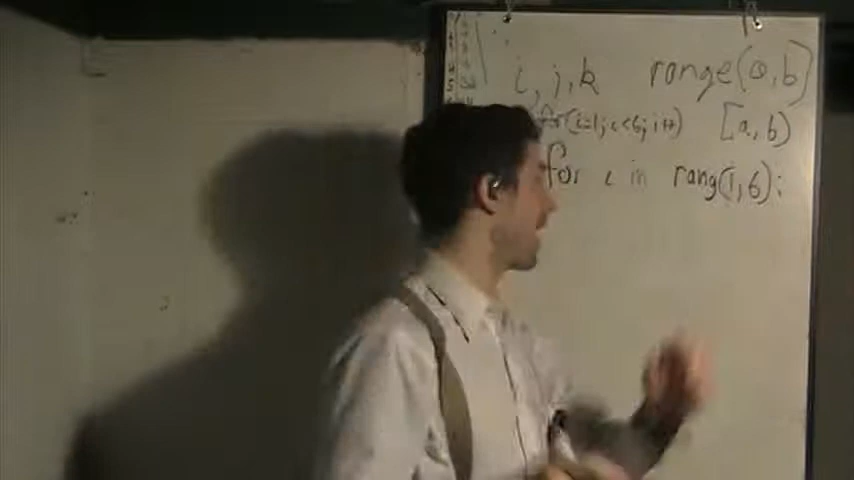 i, j, k range(a,b)
for(i=1; i<6; i++) [a,b)
for i in rang(1,6):